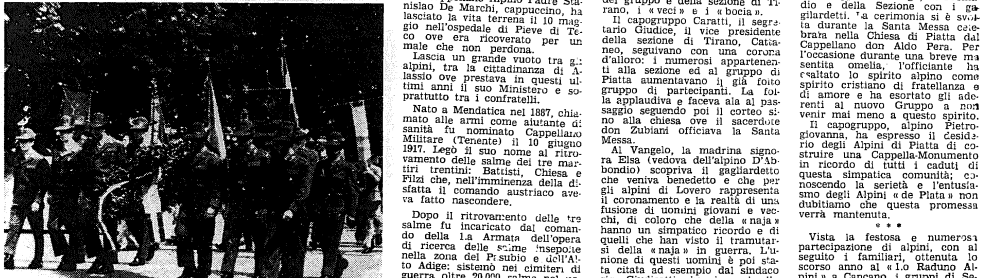 nislao De Marchi, cappuccino, ha
lasciato la vita terrena il 10 mag-
gio nell'ospedale di Pieve di Te-
co ove era ricoverato per un
male che non perdona.
Lascia un grande vuoto tra gli
alpini, tra la cittadinanza di A-
lassio ove prestava in questi ul-
timi anni il suo Ministero e so-
prattutto tra i confratelli.
Nato a Mendatica nel 1887, chia-
mato alle armi come aiutante di
sanità fu nominato Cappellano
Militare (Tenente) il 10 giugno
1917. Legò il suo nome al ritro-
vamento delle salme dei tre mar-
tiri trentini: Battisti, Chiesa e
Filzi che, nell'imminenza della di-
sfatta il comando austriaco ave-
va fatto nascondere.
Dopo il ritrovamento delle tre
salme fu incaricato dal coman-
do della 1.a Armata dell'opera
di ricerca delle salme insepolte
nella zona del Pasubio e dell'Al-
to Adige: sistemò nei cimiteri di
guerra oltre 20.000 salme
del gruppo e della sezione di Ti-
rano, i « veci » e i « bocia ».
Il capogruppo Caratti, il segre-
tario Giudice, il vice presidente
della sezione di Tirano, Catta-
neo, seguivano con una corona
d'alloro: i numerosi appartenen-
ti alla sezione ed al gruppo di
Piatta aumentavano il già folto
gruppo di partecipanti. La fol-
la applaudiva e faceva ala al pas-
saggio seguendo poi il corteo si-
no alla chiesa ove il sacerdote
don Zubiani officiava la Santa
Messa.
Al Vangelo, la madrina signo-
ra Elsa (vedova dell'alpino D'Ab-
bondio) scopriva il gagliardetto
che veniva benedetto e che per
gli alpini di Lovero rappresenta
il coronamento e la realtà di una
fusione di uomini giovani e vec-
chi, di coloro che della « naja »
hanno un simpatico ricordo e di
quelli che han visto il tramutar-
si della « naja » in guerra. L'u-
nione di questi uomini è poi sta-
ta citata ad esempio dal sindaco
dio e della Sezione con i ga-
gliardetti. La cerimonia si è svol-
ta durante la Santa Messa cele-
brata nella Chiesa di Piatta dal
Cappellano don Aldo Pera. Per
l'occasione durante una breve ma
sentita omelia, l'officiante ha
esaltato lo spirito alpino come
spirito cristiano di fratellanza e
di amore e ha esortato gli ade-
renti al nuovo Gruppo a non
venir mai meno a questo spirito.
Il capogruppo, alpino Pietro-
giovanna, ha espresso il deside-
rio degli Alpini di Piatta di co-
struire una Cappella-Monumento
in ricordo di tutti i caduti di
questa simpatica comunità; co-
noscendo la serietà e l'entusia-
smo degli Alpini « de Plata » non
dubitiamo che questa promessa
verrà mantenuta.
* * *
Vista la festosa e numerosa
partecipazione di alpini, con al
seguito i familiari, ottenuta lo
scorso anno al « 1.o Raduno Al-